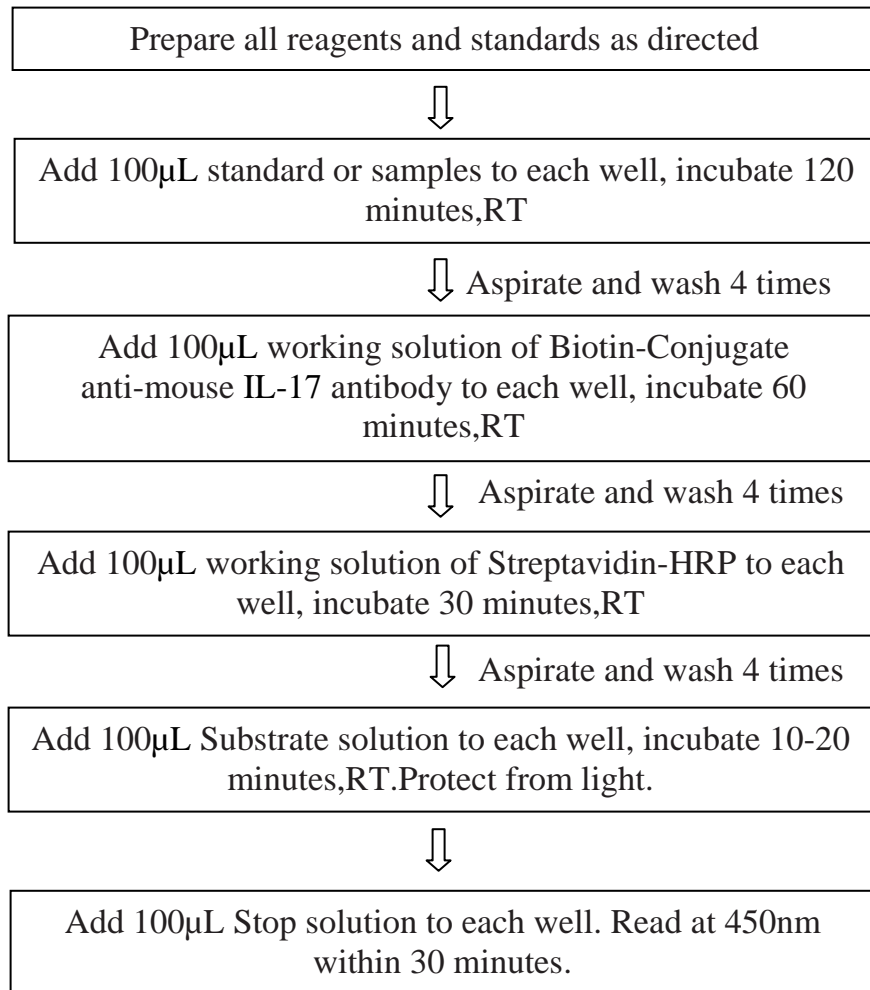 Prepare all reagents and standards as directed
Add 100μL standard or samples to each well, incubate 120
minutes,RT
Aspirate and wash 4 times
Add 100μL working solution of Biotin-Conjugate
anti-mouse IL-17 antibody to each well, incubate 60
minutes,RT
Aspirate and wash 4 times
Add 100μL working solution of Streptavidin-HRP to each
well, incubate 30 minutes,RT
Aspirate and wash 4 times
Add 100μL Substrate solution to each well, incubate 10-20
minutes,RT.Protect from light.
Add 100μL Stop solution to each well. Read at 450nm
within 30 minutes.